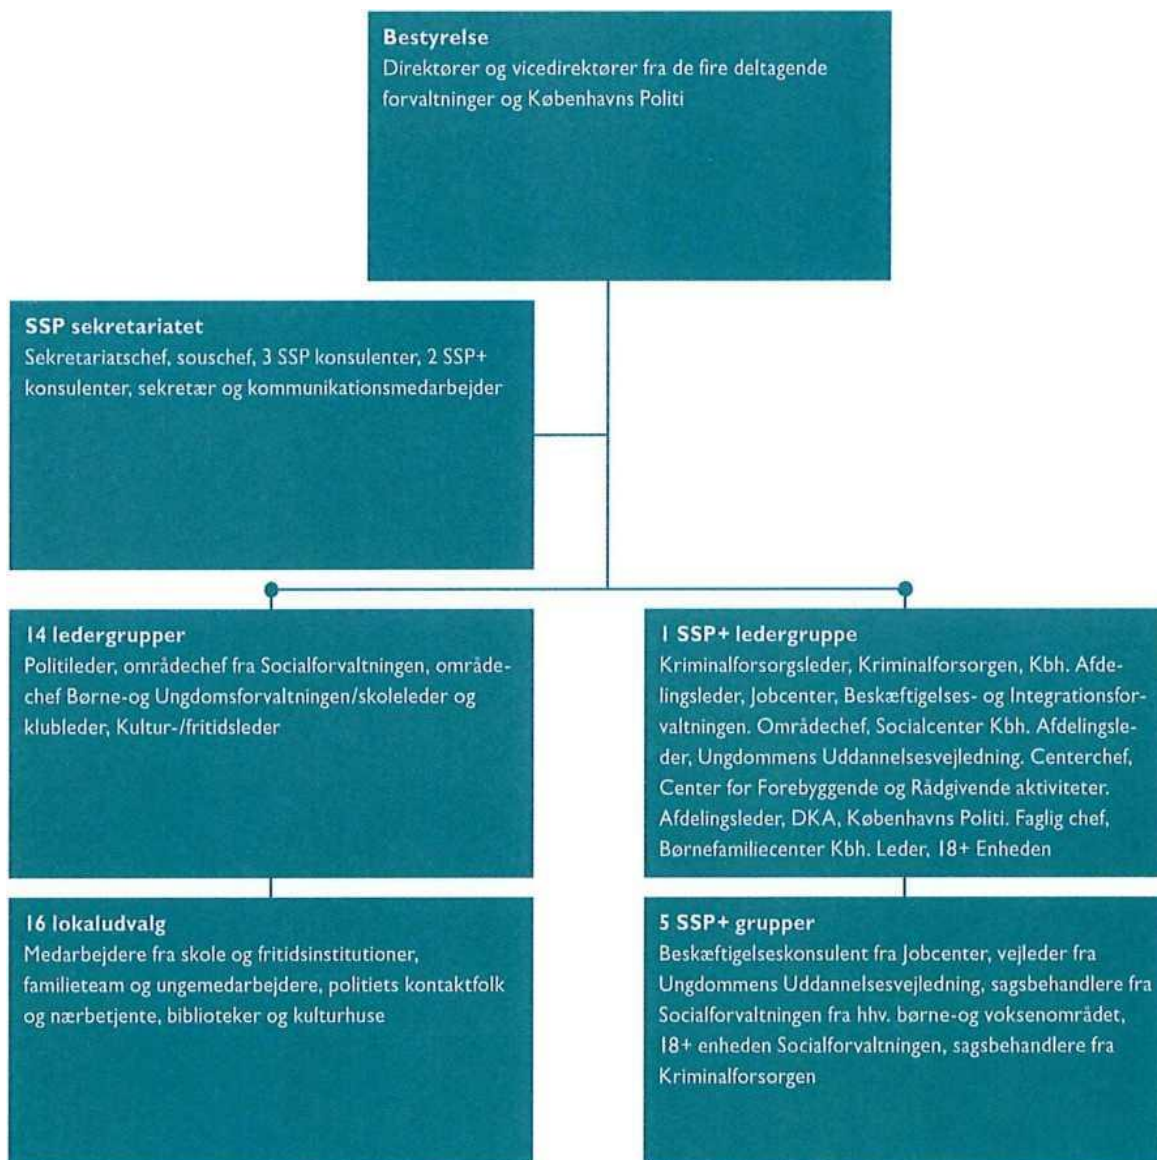 Bestyrelse
Direktører og vicedirektører fra de fire deltagende
forvaltninger og Københavns Politi
SSP sekretariatet
Sekretariatschef, souschef, 3 SSP konsulenter, 2 SSP+
konsulenter, sekretær og kommunikationsmedarbejder
14 ledergrupper
Politileder, områdechef fra Socialforvaltningen, område-
chef Børne-og Ungdomsforvaltningen/skoleleder og
klubleder, Kultur-/fritidsleder
1 SSP+ ledergruppe
Kriminalforsorgsleder, Kriminalforsorgen, Kbh. Afde-
lingsleder, Jobcenter, Beskæftigelses- og Integrationsfor-
valtningen. Områdechef, Socialcenter Kbh. Afdelingsle-
der, Ungdommens Uddannelsesvejledning. Centerchef,
Center for Forebyggende og Rådgivende aktiviteter.
Afdelingsleder, DKA, Københavns Politi. Faglig chef,
Børnefamiliecenter Kbh. Leder, 18+ Enheden
16 lokaludvalg
Medarbejdere fra skole og fritidsinstitutioner,
familieteam og ungemedarbejdere, politiets kontaktfolk
og nærbetjente, biblioteker og kulturhuse
5 SSP+ grupper
Beskæftigelseskonsulent fra Jobcenter, vejleder fra
Ungdommens Uddannelsesvejledning, sagsbehandlere fra
Socialforvaltningen fra hhv. børne-og voksenområdet,
18+ enheden Socialforvaltningen, sagsbehandlere fra
Kriminalforsorgen